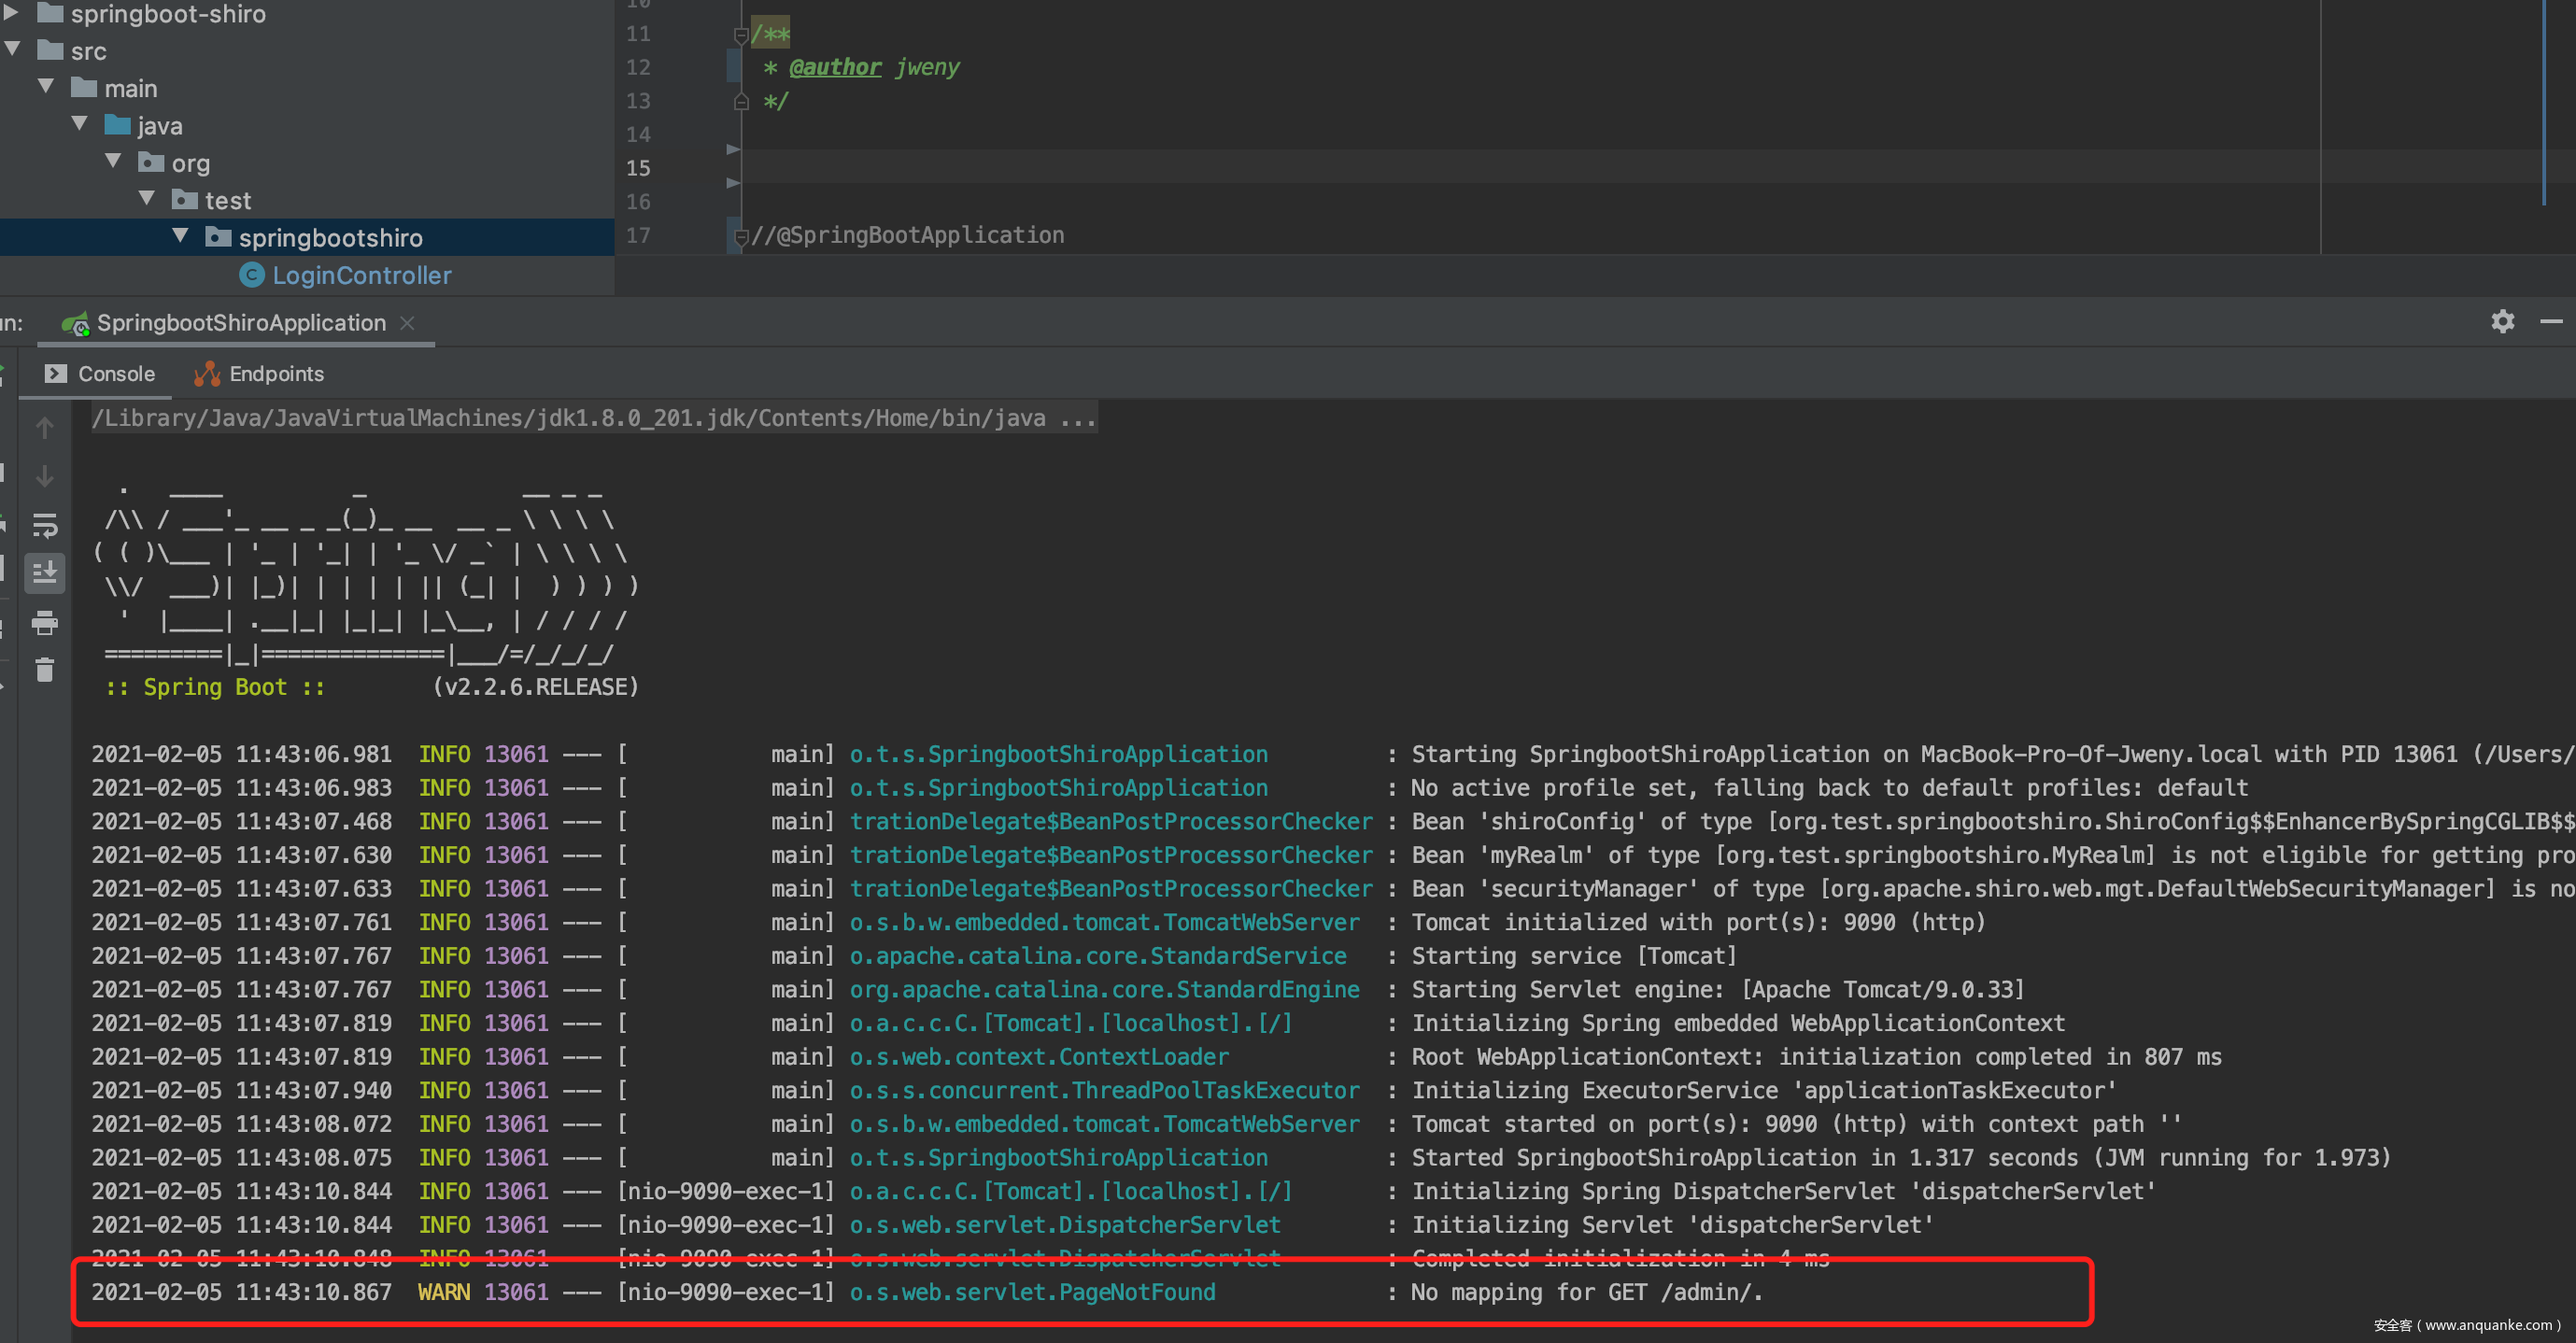 springboot-shiro
src
main
java
org
test
springbootshiro
LoginController
10
11 /**
12 * @author jweny
13 */
14
15
16
17 //@SpringBootApplication
un: SpringbootShiroApplication
Console Endpoints
/Library/Java/JavaVirtualMachines/jdk1.8.0_201.jdk/Contents/Home/bin/java ...
  .   ____          _            __ _ _
 /\\ / ___'_ __ _ _(_)_ __  __ _ \ \ \ \
( ( )\___ | '_ | '_| | '_ \/ _` | \ \ \ \
 \\/  ___)| |_)| | | | | || (_| |  ) ) ) )
  '  |____| .__|_| |_|_| |_\__, | / / / /
 =========|_|==============|___/=/_/_/_/
 :: Spring Boot ::        (v2.2.6.RELEASE)
2021-02-05 11:43:06.981  INFO 13061 --- [           main] o.t.s.SpringbootShiroApplication         : Starting SpringbootShiroApplication on MacBook-Pro-Of-Jweny.local with PID 13061 (/Users/
2021-02-05 11:43:06.983  INFO 13061 --- [           main] o.t.s.SpringbootShiroApplication         : No active profile set, falling back to default profiles: default
2021-02-05 11:43:07.468  INFO 13061 --- [           main] trationDelegate$BeanPostProcessorChecker : Bean 'shiroConfig' of type [org.test.springbootshiro.ShiroConfig$$EnhancerBySpringCGLIB$$
2021-02-05 11:43:07.630  INFO 13061 --- [           main] trationDelegate$BeanPostProcessorChecker : Bean 'myRealm' of type [org.test.springbootshiro.MyRealm] is not eligible for getting pro
2021-02-05 11:43:07.633  INFO 13061 --- [           main] trationDelegate$BeanPostProcessorChecker : Bean 'securityManager' of type [org.apache.shiro.web.mgt.DefaultWebSecurityManager] is no
2021-02-05 11:43:07.761  INFO 13061 --- [           main] o.s.b.w.embedded.tomcat.TomcatWebServer  : Tomcat initialized with port(s): 9090 (http)
2021-02-05 11:43:07.767  INFO 13061 --- [           main] o.apache.catalina.core.StandardService   : Starting service [Tomcat]
2021-02-05 11:43:07.767  INFO 13061 --- [           main] org.apache.catalina.core.StandardEngine  : Starting Servlet engine: [Apache Tomcat/9.0.33]
2021-02-05 11:43:07.819  INFO 13061 --- [           main] o.a.c.c.C.[Tomcat].[localhost].[/]       : Initializing Spring embedded WebApplicationContext
2021-02-05 11:43:07.819  INFO 13061 --- [           main] o.s.web.context.ContextLoader            : Root WebApplicationContext: initialization completed in 807 ms
2021-02-05 11:43:07.940  INFO 13061 --- [           main] o.s.s.concurrent.ThreadPoolTaskExecutor  : Initializing ExecutorService 'applicationTaskExecutor'
2021-02-05 11:43:08.072  INFO 13061 --- [           main] o.s.b.w.embedded.tomcat.TomcatWebServer  : Tomcat started on port(s): 9090 (http) with context path ''
2021-02-05 11:43:08.075  INFO 13061 --- [           main] o.t.s.SpringbootShiroApplication         : Started SpringbootShiroApplication in 1.317 seconds (JVM running for 1.973)
2021-02-05 11:43:10.844  INFO 13061 --- [nio-9090-exec-1] o.a.c.c.C.[Tomcat].[localhost].[/]       : Initializing Spring DispatcherServlet 'dispatcherServlet'
2021-02-05 11:43:10.844  INFO 13061 --- [nio-9090-exec-1] o.s.web.servlet.DispatcherServlet        : Initializing Servlet 'dispatcherServlet'
2021-02-05 11:43:10.848  INFO 13061 --- [nio-9090-exec-1] o.s.web.servlet.DispatcherServlet        : Completed initialization in 4 ms
2021-02-05 11:43:10.867  WARN 13061 --- [nio-9090-exec-1] o.s.web.servlet.PageNotFound             : No mapping for GET /admin/.
安全客（www.anquanke.com）